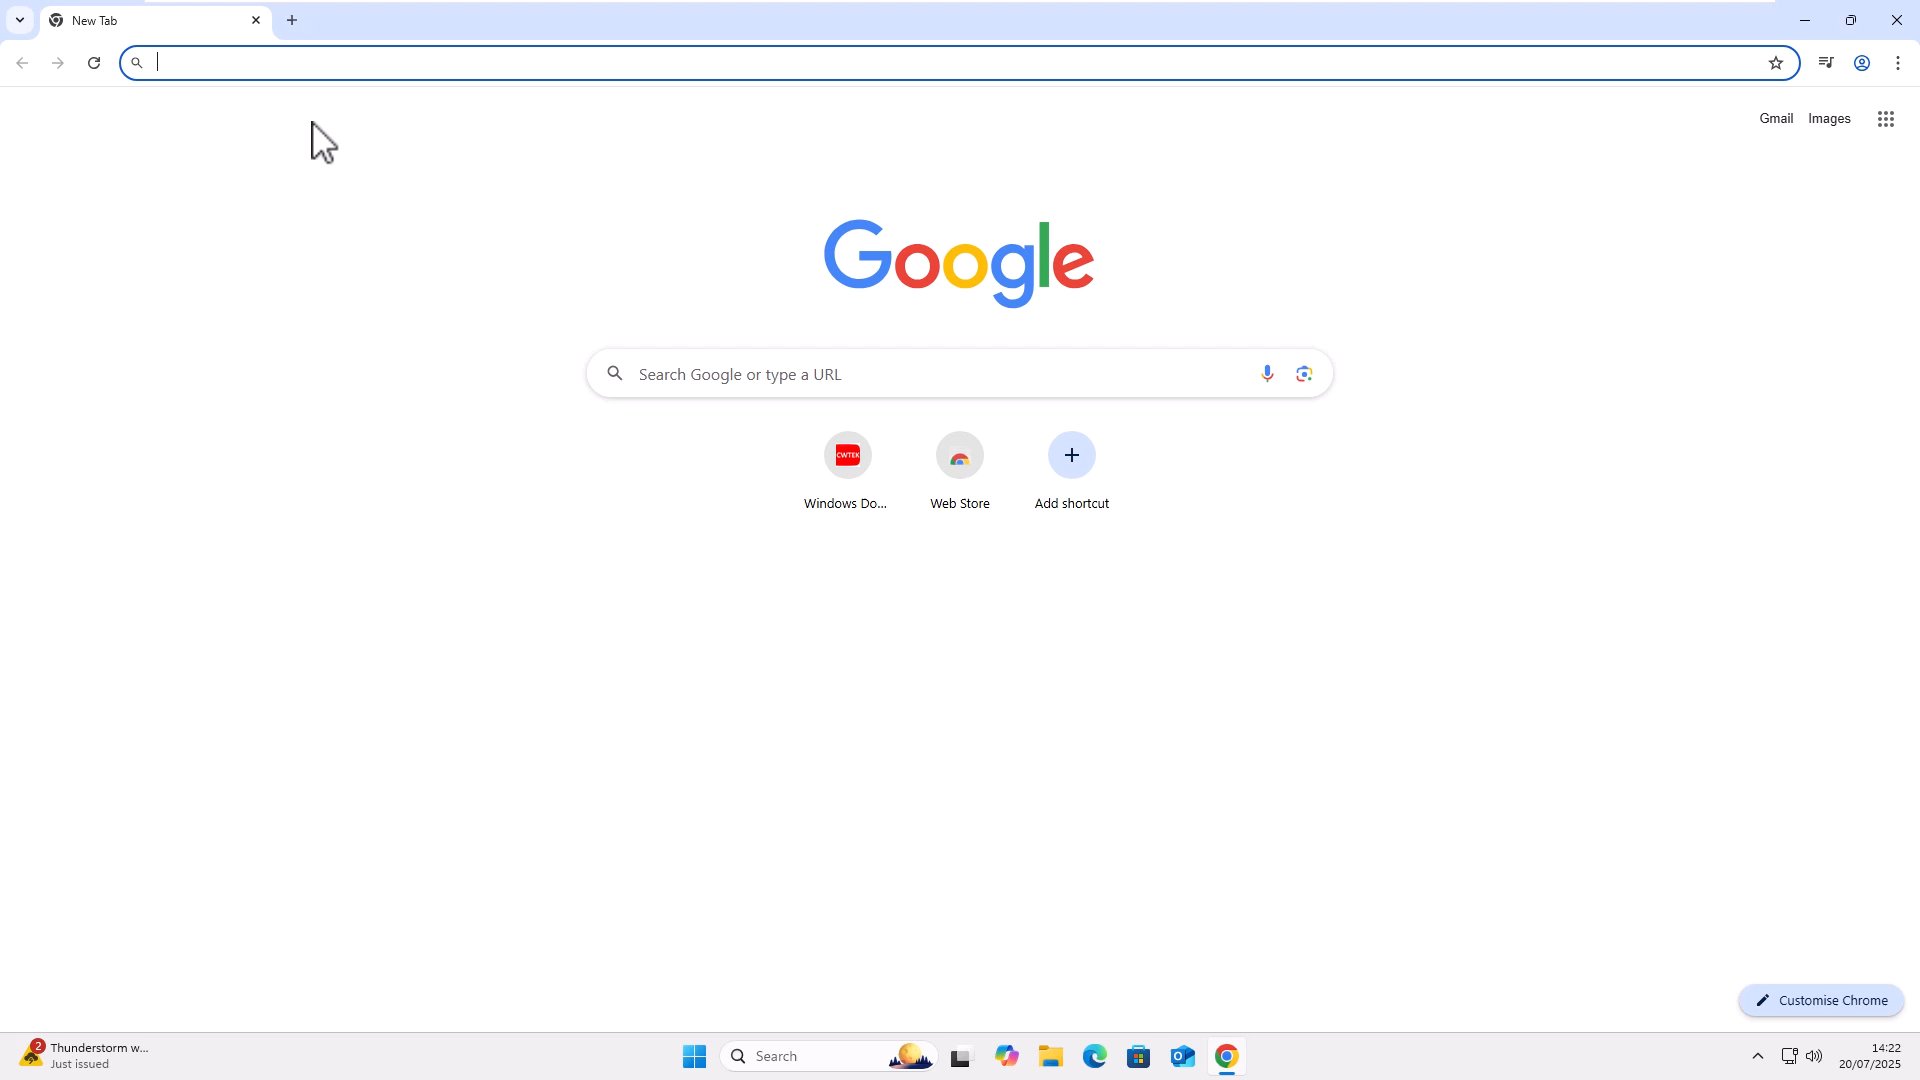 New Tab
Gmail Images
Google
Search Google or type a URL
CWTEK
Windows Do...
Web Store
Add shortcut
Customise Chrome
2
Thunderstorm w...
Just issued
Search
14:22
20/07/2025